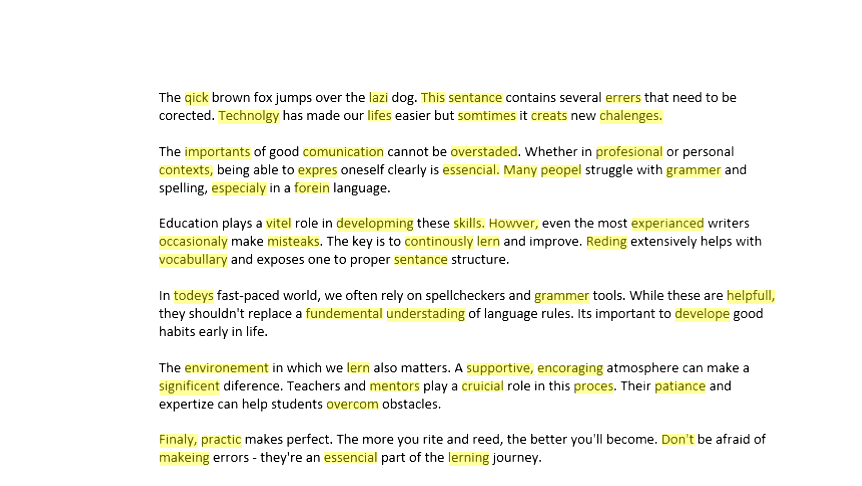 The qick brown fox jumps over the lazi dog. This sentance contains several errers that need to be
corected. Technolgy has made our lifes easier but somtimes it creats new chalenges.
The importants of good comunication cannot be overstaded. Whether in profesional or personal
contexts, being able to expres oneself clearly is essencial. Many peopel struggle with grammer and
spelling, especialy in a forein language.
Education plays a vitel role in developming these skills. Howver, even the most experianced writers
occasionaly make misteaks. The key is to continously lern and improve. Reding extensively helps with
vocabullary and exposes one to proper sentance structure.
In todeys fast-paced world, we often rely on spellcheckers and grammer tools. While these are helpfull,
they shouldn't replace a fundemental understading of language rules. Its important to develope good
habits early in life.
The environement in which we lern also matters. A supportive, encoraging atmosphere can make a
significent diference. Teachers and mentors play a cruicial role in this proces. Their patiance and
expertize can help students overcom obstacles.
Finaly, practic makes perfect. The more you rite and reed, the better you'll become. Don't be afraid of
makeing errors - they're an essencial part of the lerning journey.